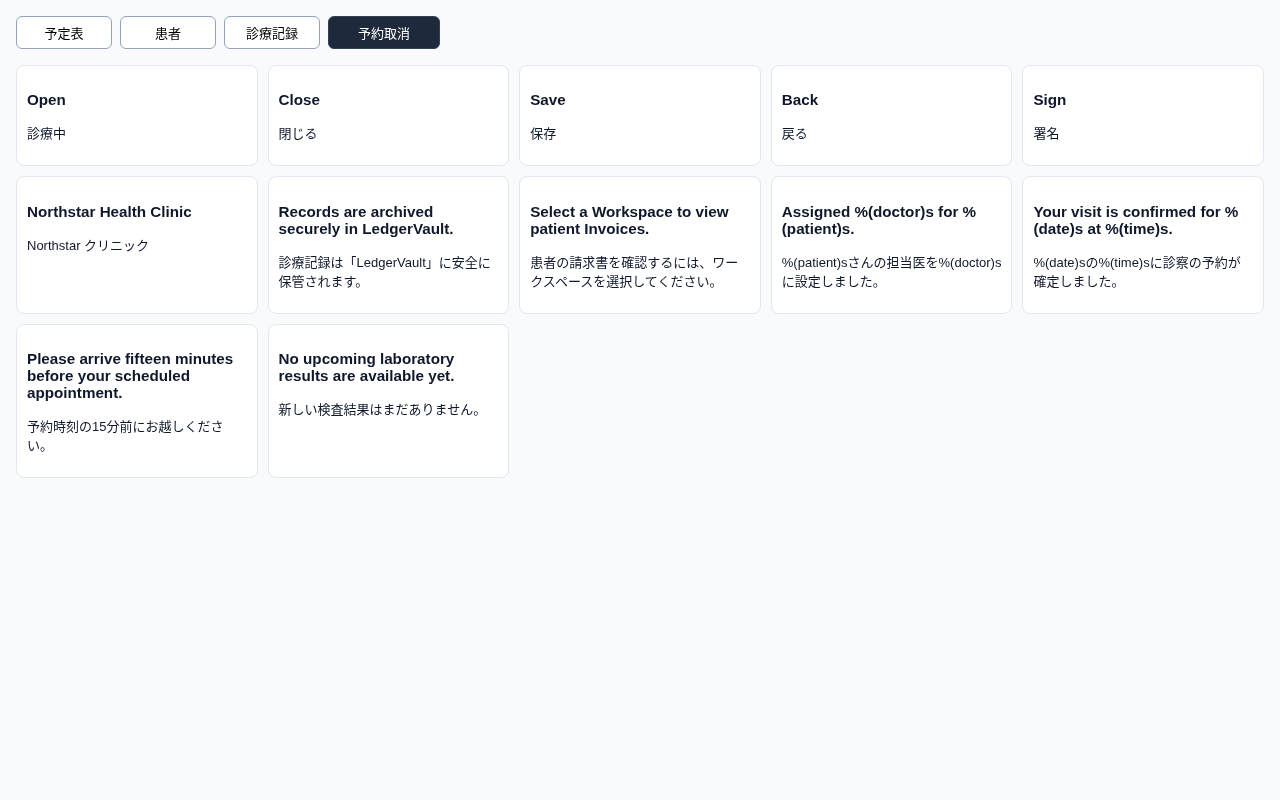 予定表
患者
診療記録
予約取消
Open
診療中
Close
閉じる
Save
保存
Back
戻る
Sign
署名
Northstar Health Clinic
Northstar クリニック
Records are archived
securely in LedgerVault.
診療記録は「LedgerVault」に安全に
保管されます。
Select a Workspace to view
patient Invoices.
患者の請求書を確認するには、ワー
クスペースを選択してください。
Assigned %(doctor)s for %
(patient)s.
%(patient)sさんの担当医を%(doctor)s
に設定しました。
Your visit is confirmed for %
(date)s at %(time)s.
%(date)sの%(time)sに診察の予約が
確定しました。
Please arrive fifteen minutes
before your scheduled
appointment.
予約時刻の15分前にお越しくださ
い。
No upcoming laboratory
results are available yet.
新しい検査結果はまだありません。